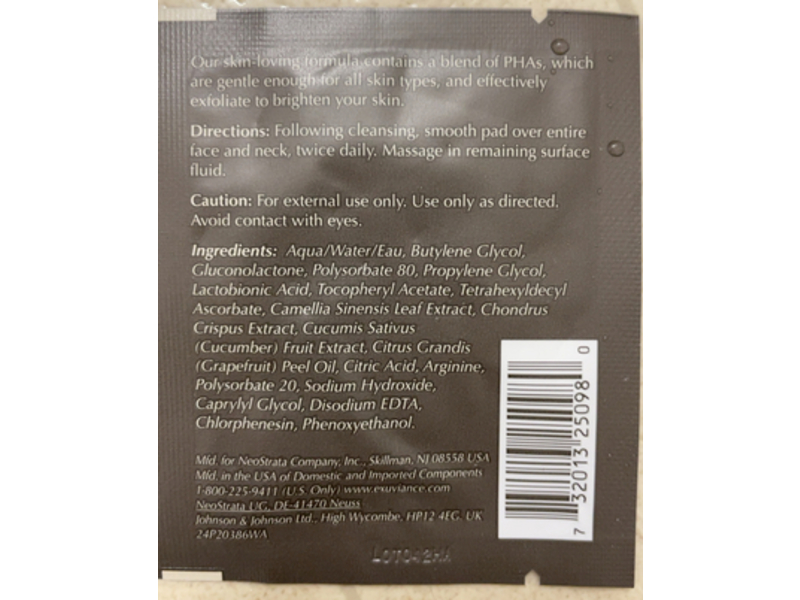 Our skin-loving formula contains a blend of PHAs, which
are gentle enough for all skin types, and effectively
exfoliate to brighten your skin.
Directions: Following cleansing, smooth pad over entire
face and neck, twice daily. Massage in remaining surface
fluid.
Caution: For external use only. Use only as directed.
Avoid contact with eyes.
Ingredients: Aqua/Water/Eau, Butylene Glycol,
Gluconolactone, Polysorbate 80, Propylene Glycol,
Lactobionic Acid, Tocopheryl Acetate, Tetrahexyldecyl
Ascorbate, Camellia Sinensis Leaf Extract, Chondrus
Crispus Extract, Cucumis Sativus
(Cucumber) Fruit Extract, Citrus Grandis
(Grapefruit) Peel Oil, Citric Acid, Arginine,
Polysorbate 20, Sodium Hydroxide,
Caprylyl Glycol, Disodium EDTA,
Chlorphenesin, Phenoxyethanol.
Mfd. for NeoStrata Company, Inc., Skillman, NJ 08558 USA
Mfd. in the USA of Domestic and Imported Components
1-800-225-9411 (U.S. Only) www.exuviance.com
NeoStrata UG, DE-41470 Neuss
Johnson & Johnson Ltd., High Wycombe, HP12 4EG, UK
24P20386WA
LOT042HA
7 32013 25098 0